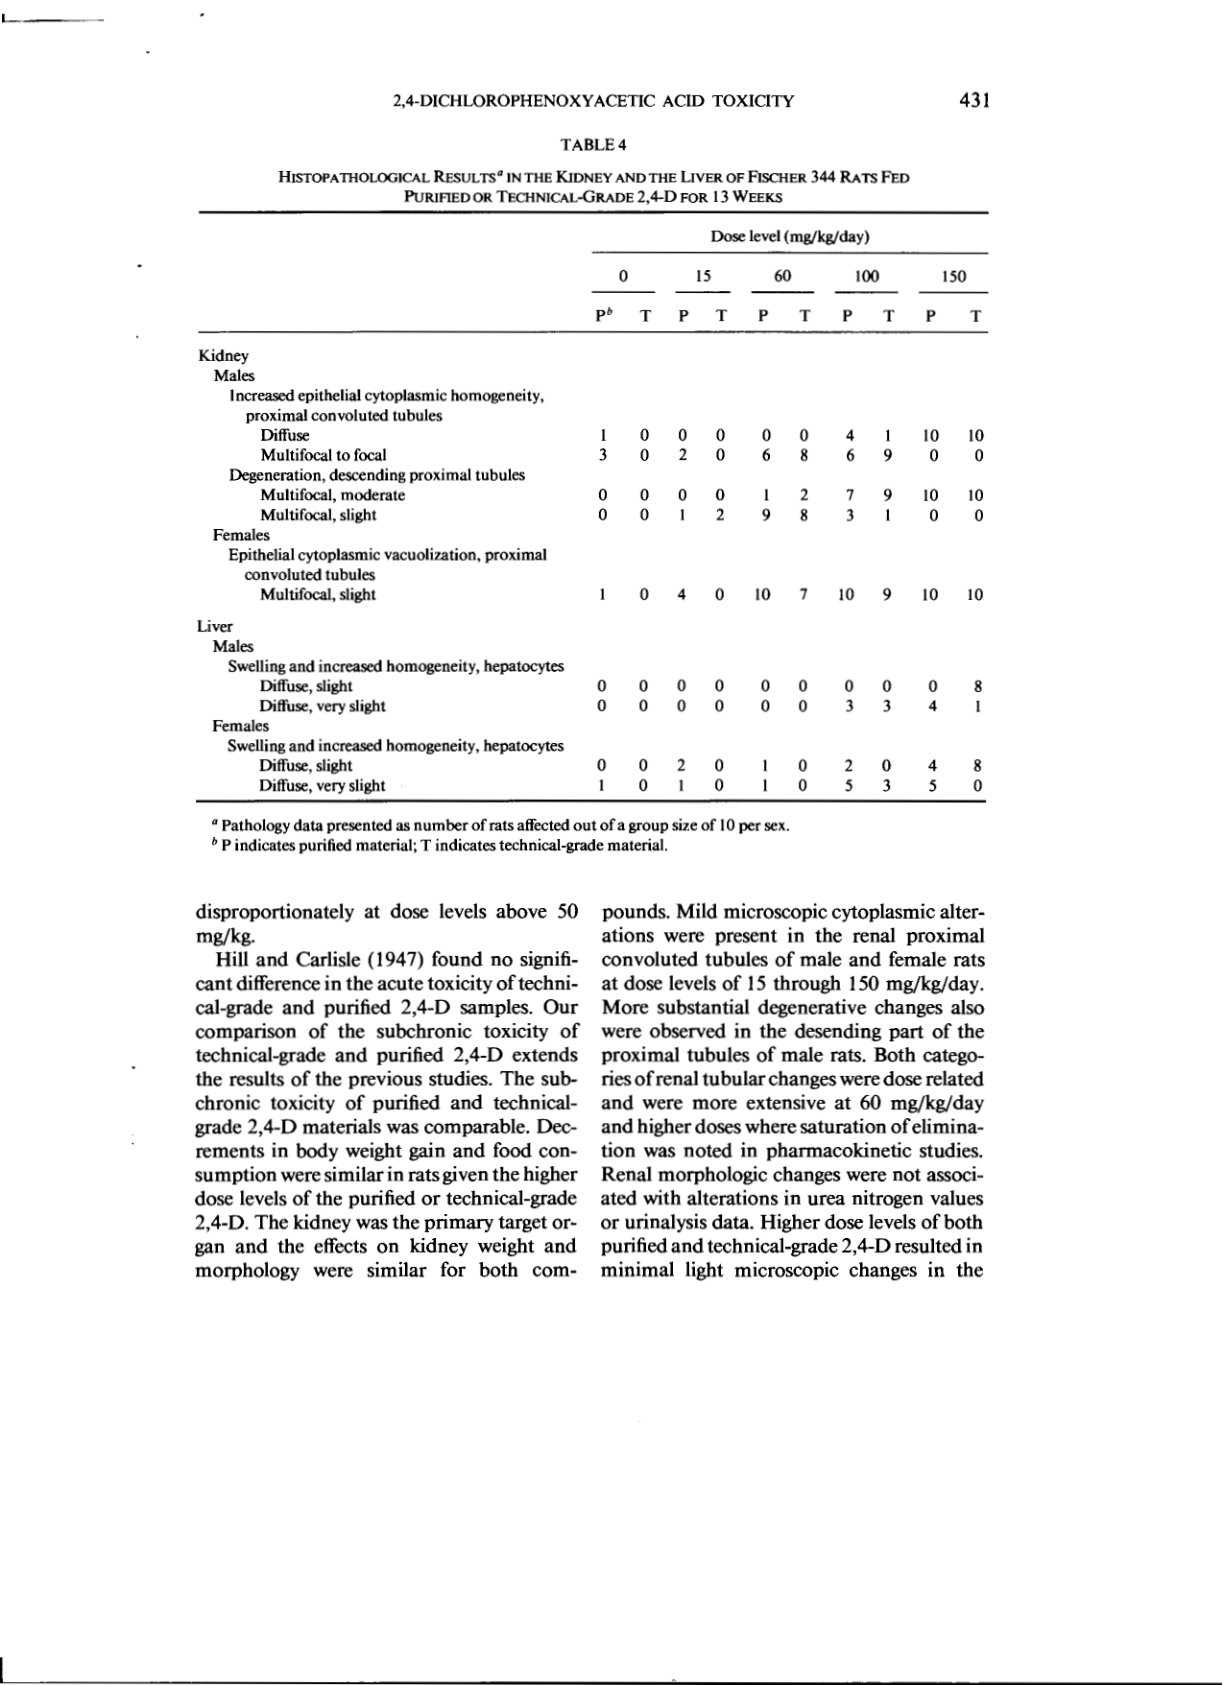 2,4-DICHLOROPHENOXYACETIC ACID TOXICITY 431
TABLE 4
HISTOPATHOLOGICAL RESULTSa IN THE KIDNEY AND THE LIVER OF FISCHER 344 RATS FED
PURIFIED OR TECHNICAL-GRADE 2,4-D FOR 13 WEEKS
Dose level (mg/kg/day)
0 15 60 100 150
Pb T P T P T P T P T
Kidney
Males
Increased epithelial cytoplasmic homogeneity,
proximal convoluted tubules
Diffuse 1 0 0 0 0 0 4 1 10 10
Multifocal to focal 3 0 2 0 6 8 6 9 0 0
Degeneration, descending proximal tubules
Multifocal, moderate 0 0 0 0 1 2 7 9 10 10
Multifocal, slight 0 0 1 2 9 8 3 1 0 0
Females
Epithelial cytoplasmic vacuolization, proximal
convoluted tubules
Multifocal, slight 1 0 4 0 10 7 10 9 10 10
Liver
Males
Swelling and increased homogeneity, hepatocytes
Diffuse, slight 0 0 0 0 0 0 0 0 0 8
Diffuse, very slight 0 0 0 0 0 0 3 3 4 1
Females
Swelling and increased homogeneity, hepatocytes
Diffuse, slight 0 0 2 0 1 0 2 0 4 8
Diffuse, very slight 1 0 1 0 1 0 5 3 5 0
a Pathology data presented as number of rats affected out of a group size of 10 per sex.
b P indicates purified material; T indicates technical-grade material.
disproportionately at dose levels above 50
mg/kg.
Hill and Carlisle (1947) found no signifi-
cant difference in the acute toxicity of techni-
cal-grade and purified 2,4-D samples. Our
comparison of the subchronic toxicity of
technical-grade and purified 2,4-D extends
the results of the previous studies. The sub-
chronic toxicity of purified and technical-
grade 2,4-D materials was comparable. Dec-
rements in body weight gain and food con-
sumption were similar in rats given the higher
dose levels of the purified or technical-grade
2,4-D. The kidney was the primary target or-
gan and the effects on kidney weight and
morphology were similar for both com-
pounds. Mild microscopic cytoplasmic alter-
ations were present in the renal proximal
convoluted tubules of male and female rats
at dose levels of 15 through 150 mg/kg/day.
More substantial degenerative changes also
were observed in the desending part of the
proximal tubules of male rats. Both catego-
ries of renal tubular changes were dose related
and were more extensive at 60 mg/kg/day
and higher doses where saturation of elimina-
tion was noted in pharmacokinetic studies.
Renal morphologic changes were not associ-
ated with alterations in urea nitrogen values
or urinalysis data. Higher dose levels of both
purified and technical-grade 2,4-D resulted in
minimal light microscopic changes in the